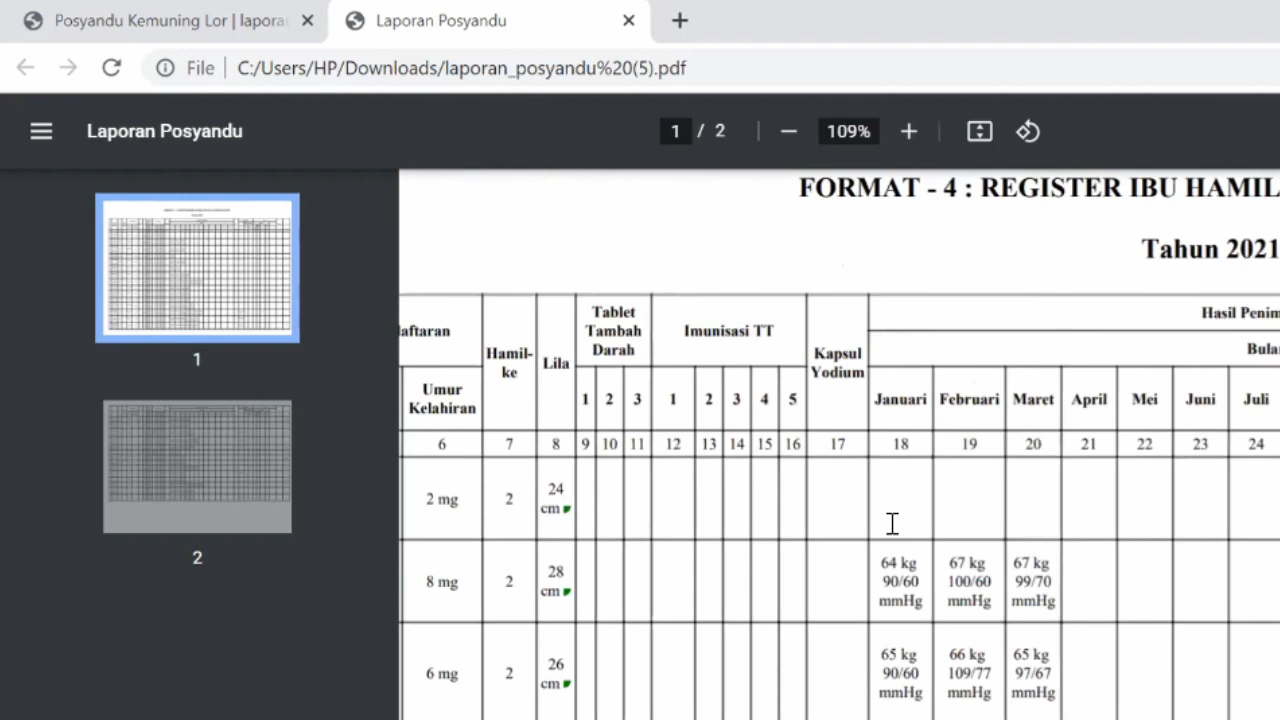 Posyandu Kemuning Lor | lapora
Laporan Posyandu
File
C:/Users/HP/Downloads/laporan_posyandu%20(5).pdf
Laporan Posyandu
1 / 2
109%
1
2
FORMAT - 4 : REGISTER IBU HAMIL
Tahun 2021
daftaran
Umur
Kelahiran
Hamil-
ke
Lila
Tablet
Tambah
Darah
1 2 3
Imunisasi TT
1 2 3 4 5
Kapsul
Yodium
Hasil Penim
Bula
Januari Februari Maret April Mei Juni Juli
6 7 8 9 10 11 12 13 14 15 16 17 18 19 20 21 22 23 24
2 mg 2 24
cm
8 mg 2 28
cm
64 kg 67 kg 67 kg
90/60 100/60 99/70
mmHg mmHg mmHg
6 mg 2 26
cm
65 kg 66 kg 65 kg
90/60 109/77 97/67
mmHg mmHg mmHg